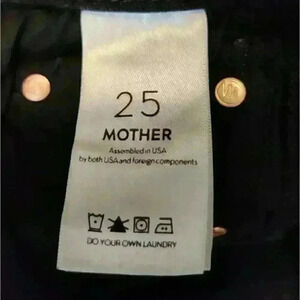 25
MOTHER
Assembled in USA
by both USA and foreign components
DO YOUR OWN LAUNDRY